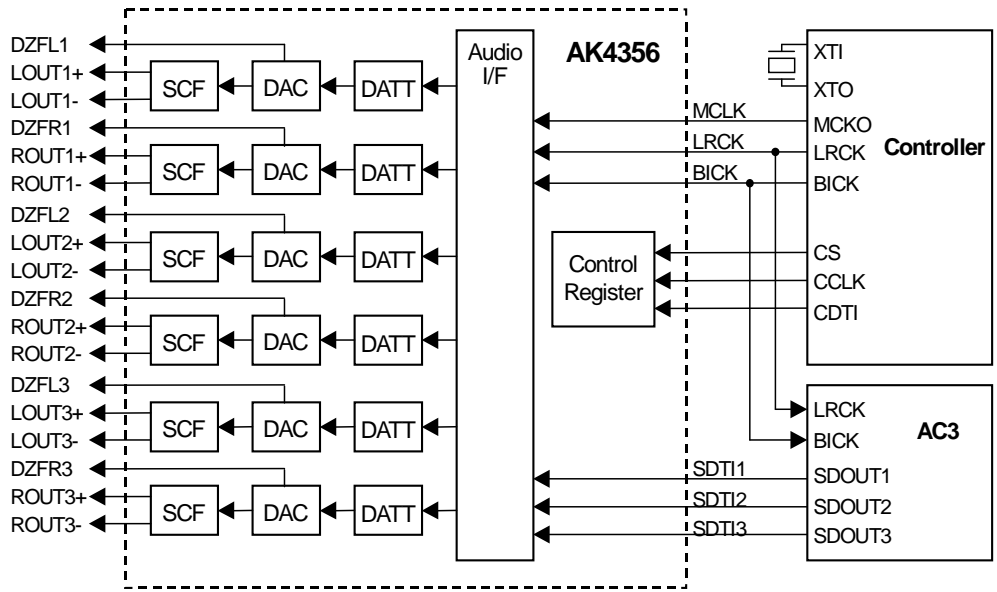 DZFL1
LOUT1+
LOUT1-
SCF
DAC
DATT
DZFR1
ROUT1+
ROUT1-
SCF
DAC
DATT
DZFL2
LOUT2+
LOUT2-
SCF
DAC
DATT
DZFR2
ROUT2+
ROUT2-
SCF
DAC
DATT
DZFL3
LOUT3+
LOUT3-
SCF
DAC
DATT
DZFR3
ROUT3+
ROUT3-
SCF
DAC
DATT
Audio
I/F
AK4356
MCLK
LRCK
BICK
Control
Register
SDTI1
SDTI2
SDTI3
XTI
XTO
MCKO
LRCK
Controller
BICK
CS
CCLK
CDTI
LRCK
BICK
AC3
SDOUT1
SDOUT2
SDOUT3